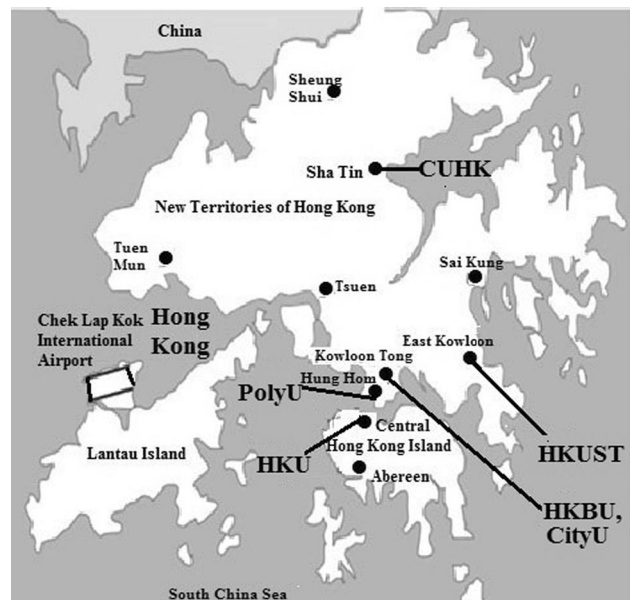 China
Sheung
Shui
Sha Tin
CUHK
New Territories of Hong Kong
Tuen
Mun
Sai Kung
Tsuen
Chek Lap Kok
International
Airport
Hong
Kong
East Kowloon
Kowloon Tong
Hung Hom
PolyU
Central
Hong Kong Island
Lantau Island
HKU
Abereen
HKUST
HKBU,
CityU
South China Sea